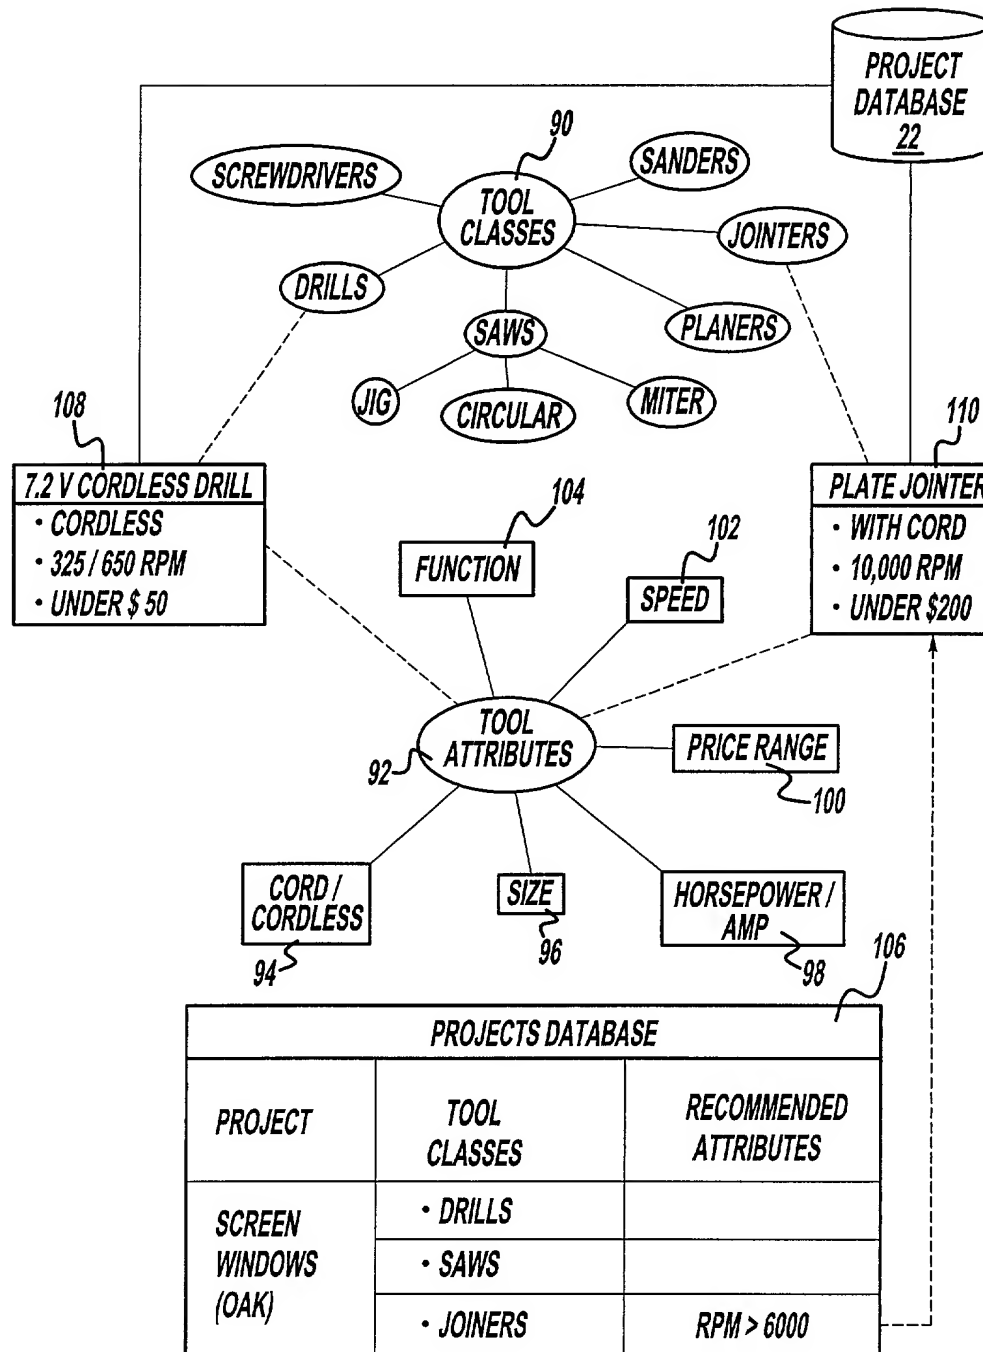 PROJECT
DATABASE
22
90
SCREWDRIVERS
SANDERS
TOOL
CLASSES
JOINTERS
DRILLS
SAWS
PLANERS
JIG
CIRCULAR
MITER
108
110
7.2 V CORDLESS DRILL
• CORDLESS
• 325 / 650 RPM
• UNDER $ 50
PLATE JOINTER
• WITH CORD
• 10,000 RPM
• UNDER $200
104
FUNCTION
102
SPEED
TOOL
ATTRIBUTES
92
PRICE RANGE
100
CORD /
CORDLESS
94
SIZE
96
HORSEPOWER /
AMP
98
106
PROJECTS DATABASE
PROJECT
TOOL
CLASSES
RECOMMENDED
ATTRIBUTES
SCREEN
WINDOWS
(OAK)
• DRILLS
• SAWS
• JOINERS
RPM > 6000